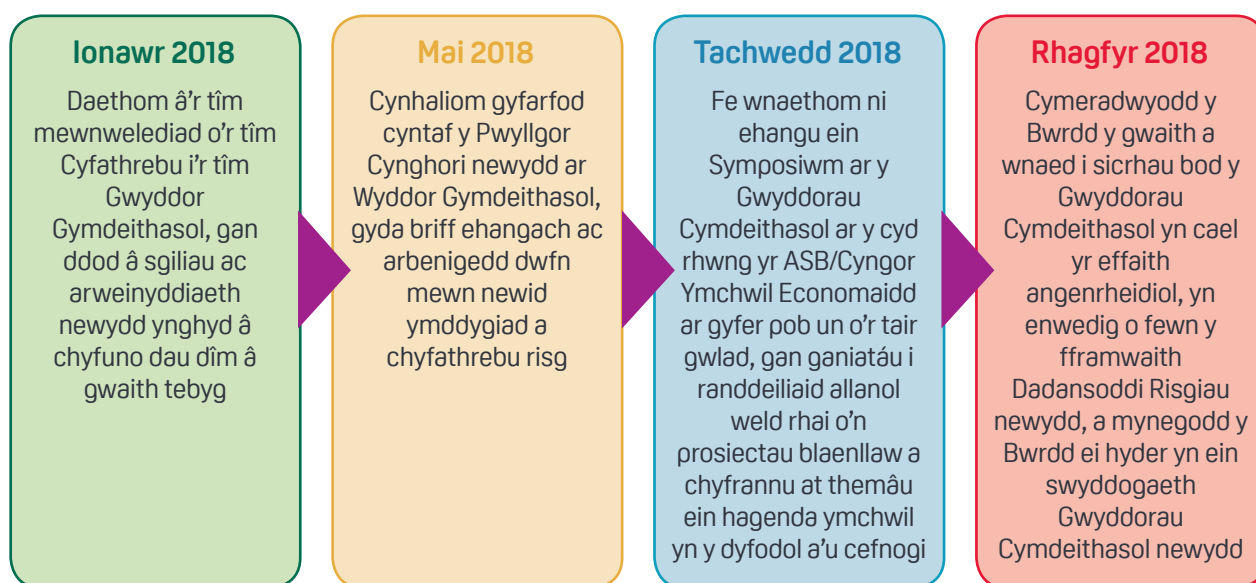 Ionawr 2018
Daethom â'r tîm
mewnwelediad o'r tîm
Cyfathrebu i'r tîm
Gwyddor
Gymdeithasol, gan
ddod â sgiliau ac
arweinyddiaeth
newydd ynghyd â
chyfuno dau dîm â
gwaith tebyg
Mai 2018
Cynhaliom gyfarfod
cyntaf y Pwyllgor
Cynghori newydd ar
Wyddor Gymdeithasol,
gyda briff ehangach ac
arbenigedd dwfn
mewn newid
ymddygiad a
chyfathrebu risg
Tachwedd 2018
Fe wnaethom ni
ehangu ein
Symposiwm ar y
Gwyddorau
Cymdeithasol ar y cyd
rhwng yr ASB/Cyngor
Ymchwil Economaidd
ar gyfer pob un o'r tair
gwlad, gan ganiatáu i
randdeiliaid allanol
weld rhai o'n
prosiectau blaenllaw a
chyfrannu at themâu
ein hagenda ymchwil
yn y dyfodol a'u cefnogi
Rhagfyr 2018
Cymeradwyodd y
Bwrdd y gwaith a
wnaed i sicrhau bod y
Gwyddorau
Cymdeithasol yn cael
yr effaith
angenrheidiol, yn
enwedig o fewn y
fframwaith
Dadansoddi Risgiau
newydd, a mynegodd y
Bwrdd ei hyder yn ein
swyddogaeth
Gwyddorau
Cymdeithasol newydd